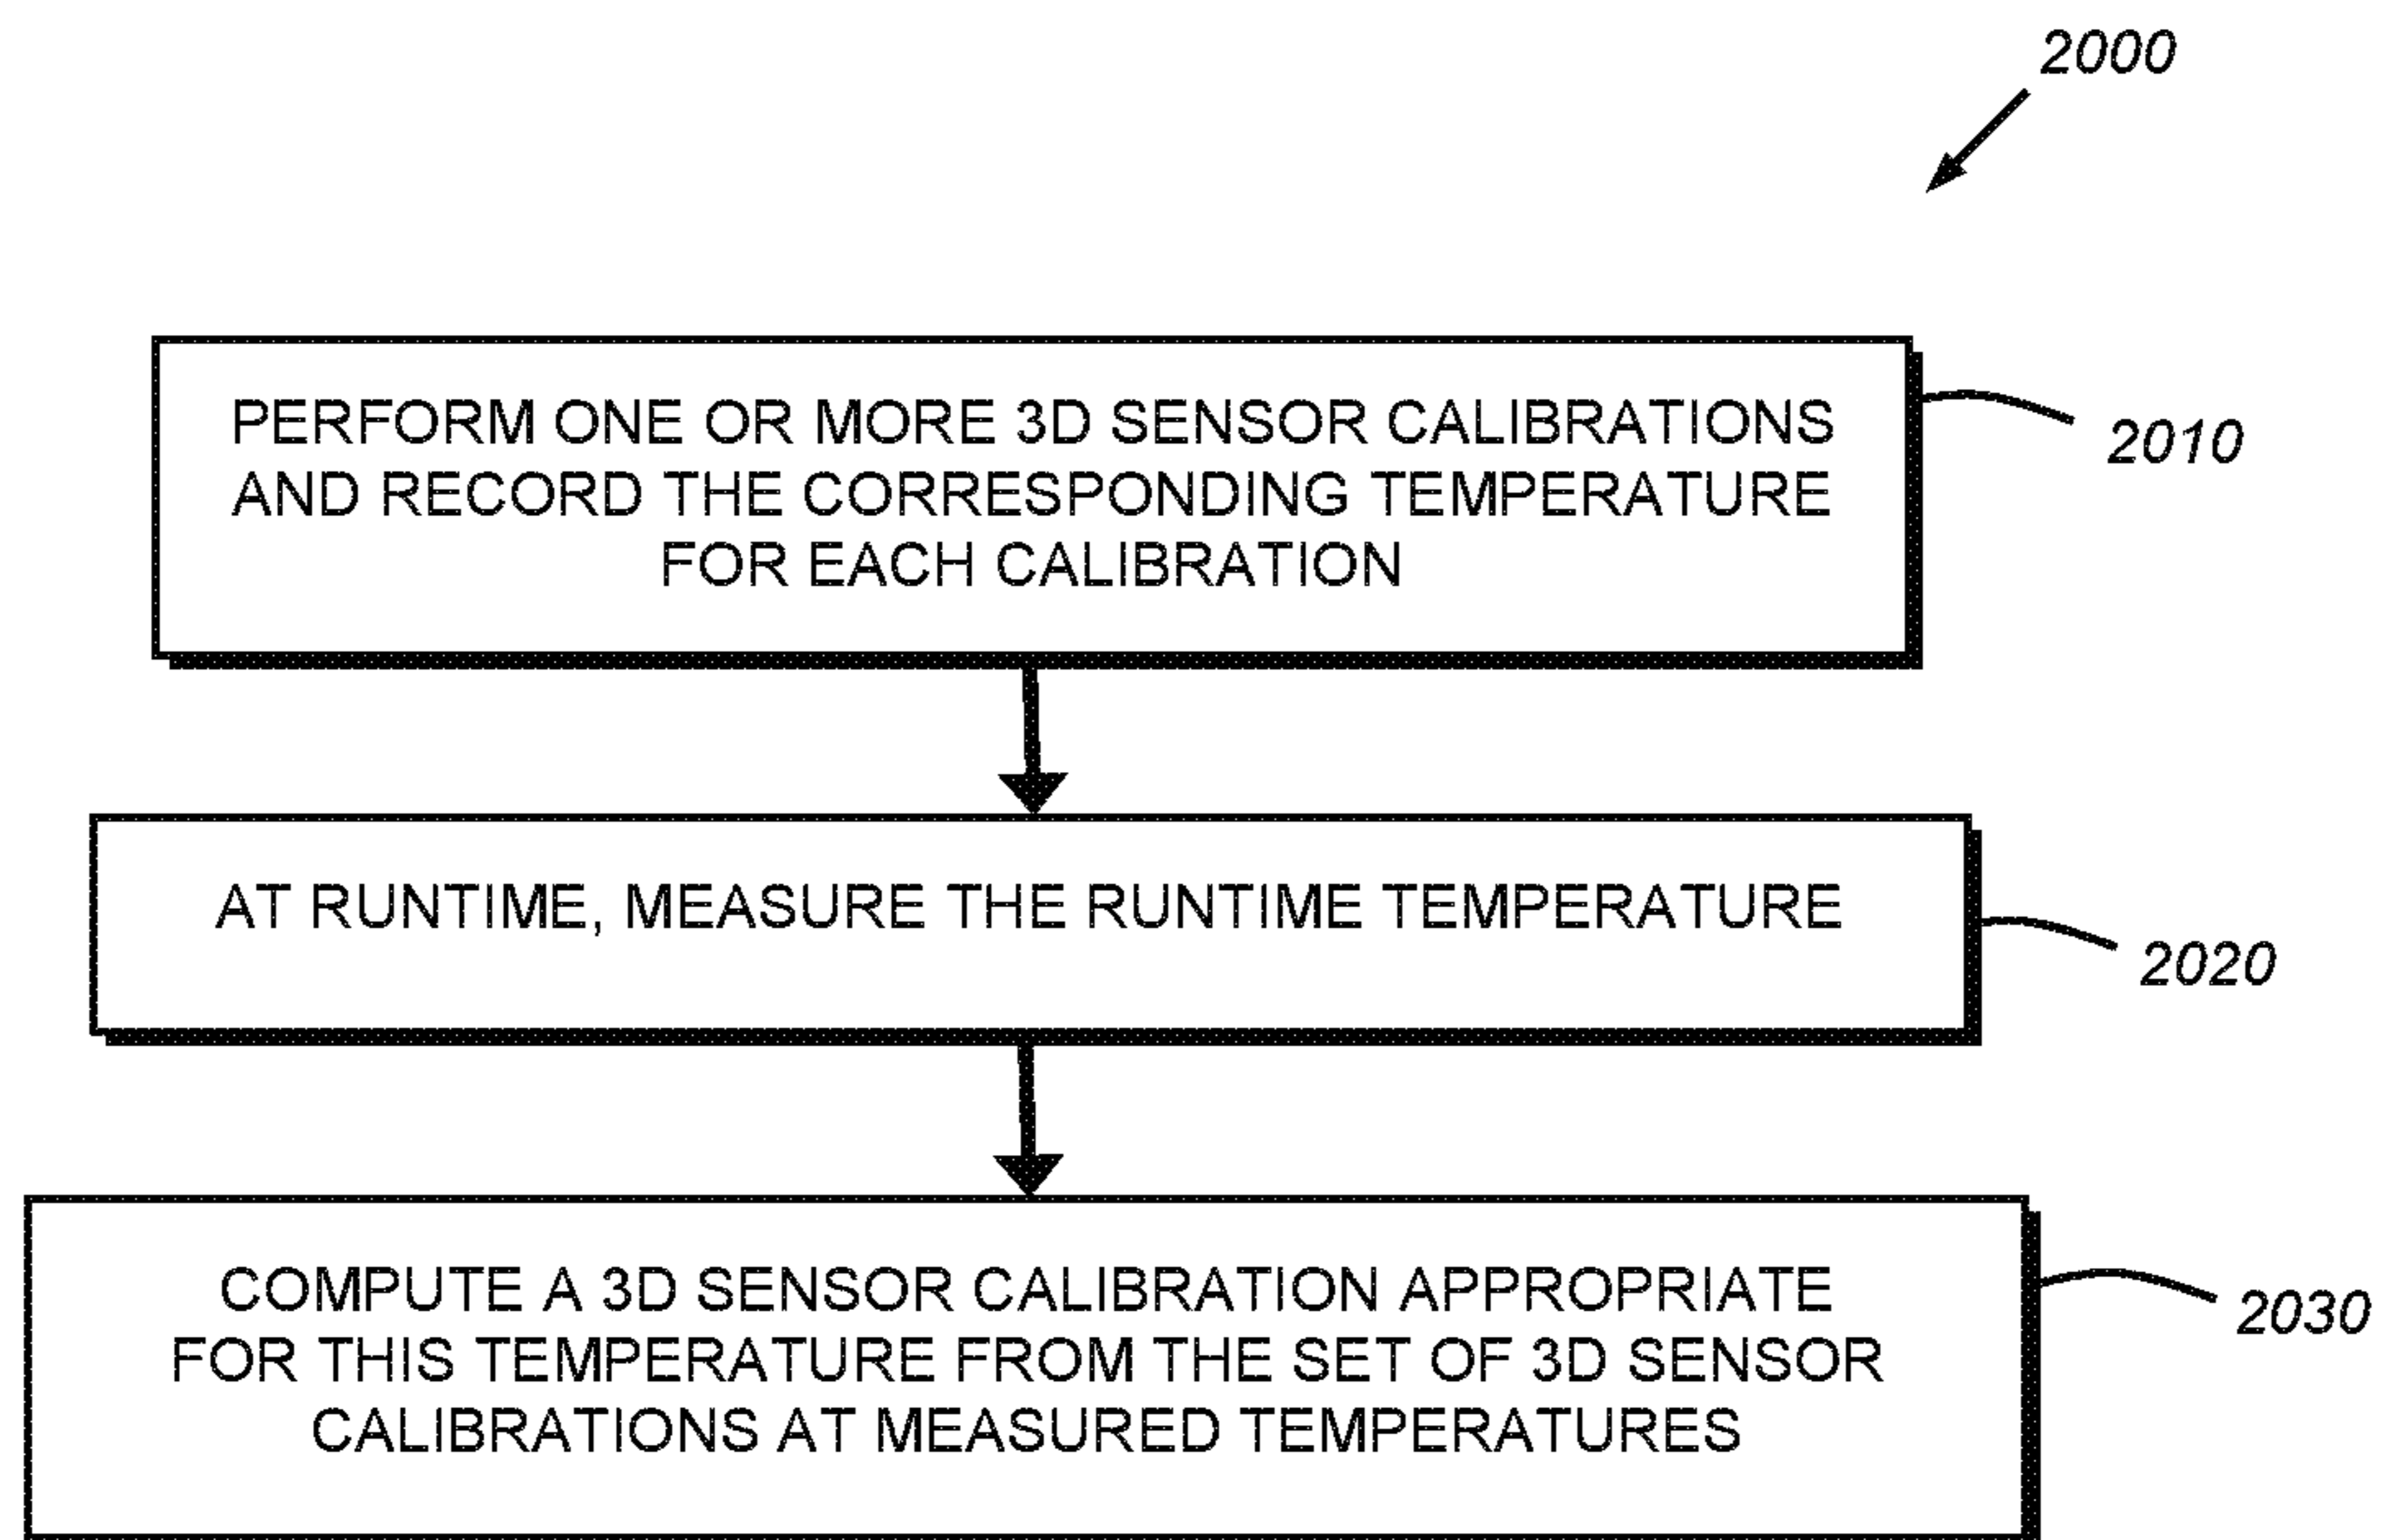 2000
PERFORM ONE OR MORE 3D SENSOR CALIBRATIONS
AND RECORD THE CORRESPONDING TEMPERATURE
FOR EACH CALIBRATION
2010
AT RUNTIME, MEASURE THE RUNTIME TEMPERATURE
2020
COMPUTE A 3D SENSOR CALIBRATION APPROPRIATE
FOR THIS TEMPERATURE FROM THE SET OF 3D SENSOR
CALIBRATIONS AT MEASURED TEMPERATURES
2030